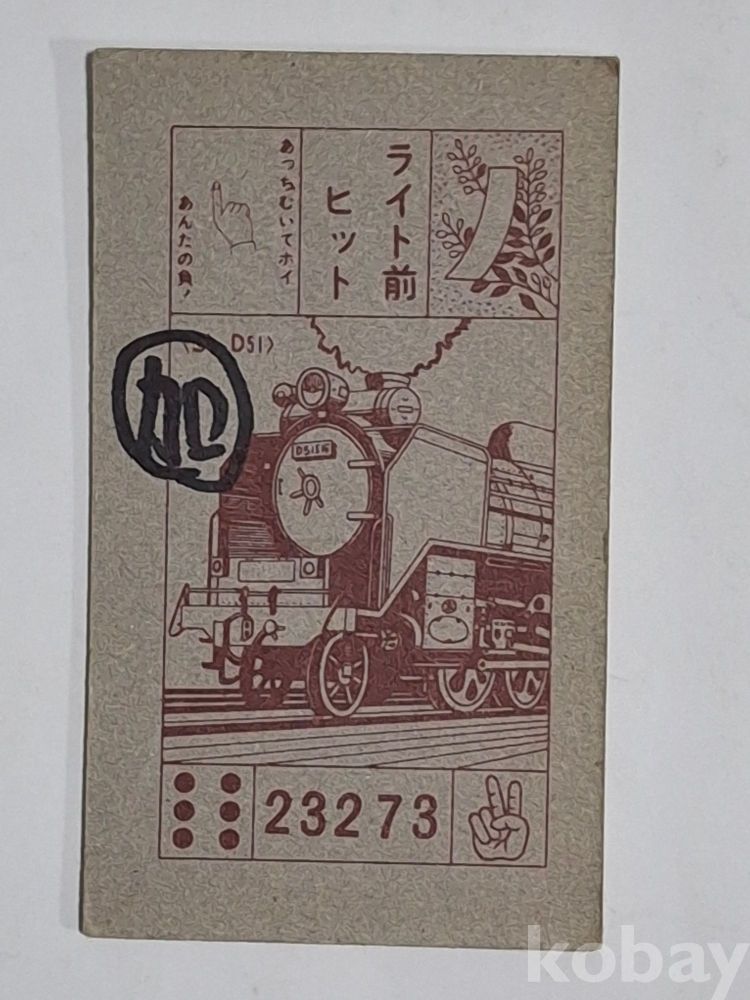 ライト前
ヒット
あっちむいてホイ
あんたの負!
D51〉
加
23273
kobay